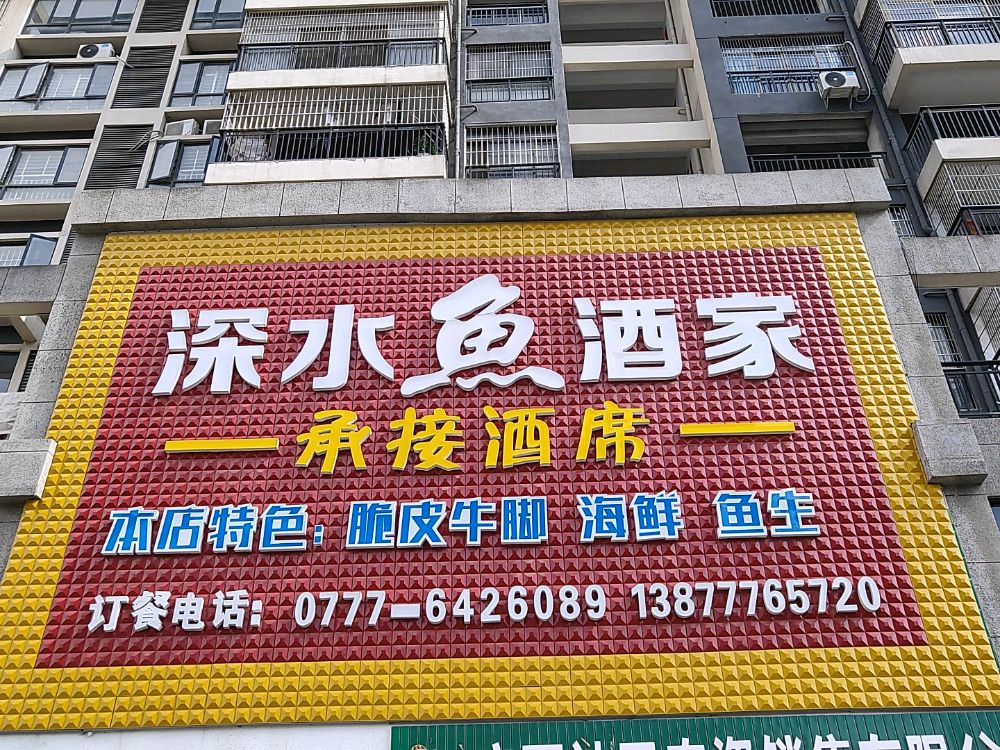 深水鱼酒家
承接酒席
本店特色：脆皮牛脚 海鲜 鱼生
订餐电话：0777-6426089 13877765720